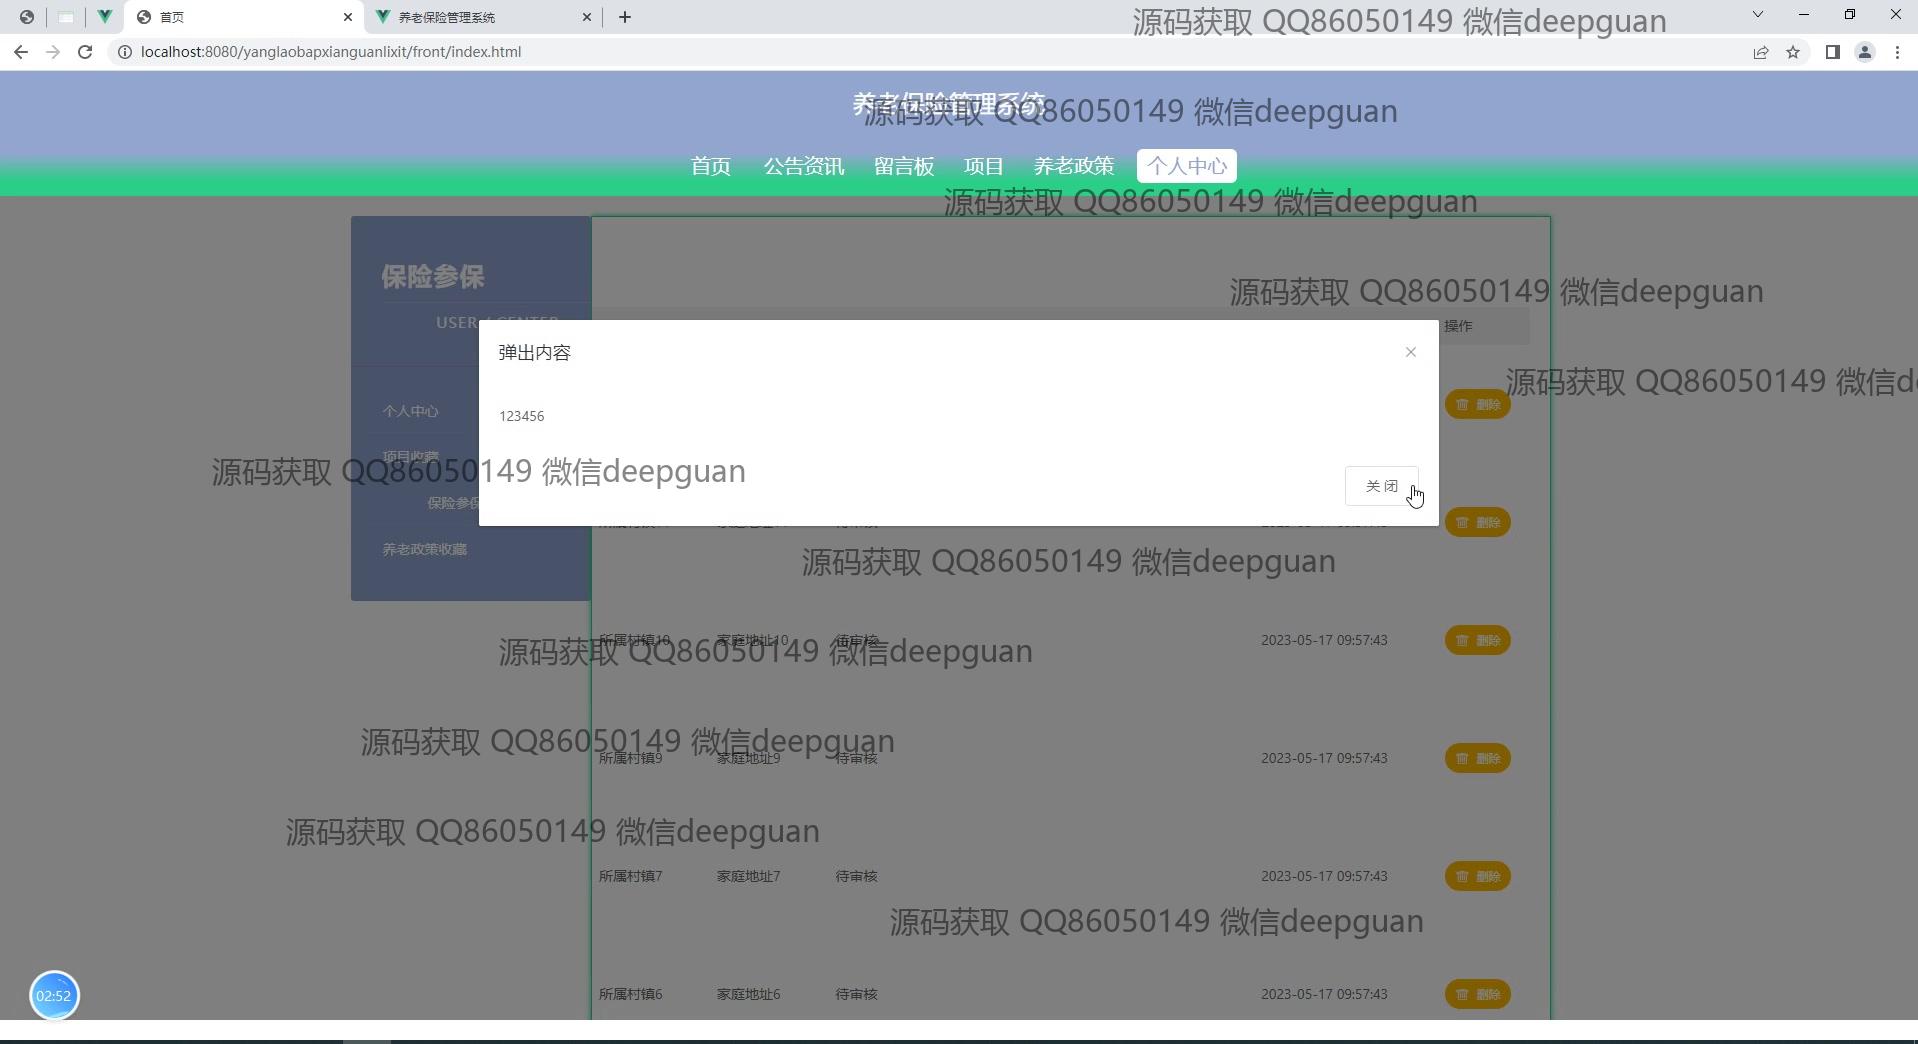 首页
养老保险管理系统
源码获取 QQ86050149 微信deepguan
localhost:8080/yanglaobapxianguanlixit/front/index.html
养老保险管理系统
源码获取 QQ86050149 微信deepguan
首页 公告资讯 留言板 项目 养老政策 个人中心
源码获取 QQ86050149 微信deepguan
保险参保
源码获取 QQ86050149 微信deepguan
USER / CENTER
操作
弹出内容
源码获取 QQ86050149 微信d
删除
个人中心
123456
项目收藏
源码获取 QQ86050149 微信deepguan
关 闭
保险参保
删除
养老政策收藏
源码获取 QQ86050149 微信deepguan
所属村镇10 家庭地址10 待审核 2023-05-17 09:57:43 删除
源码获取 QQ86050149 微信deepguan
源码获取 QQ86050149 微信deepguan
所属村镇9 家庭地址9 待审核 2023-05-17 09:57:43 删除
源码获取 QQ86050149 微信deepguan
所属村镇7 家庭地址7 待审核 2023-05-17 09:57:43 删除
源码获取 QQ86050149 微信deepguan
所属村镇6 家庭地址6 待审核 2023-05-17 09:57:43 删除
02:52